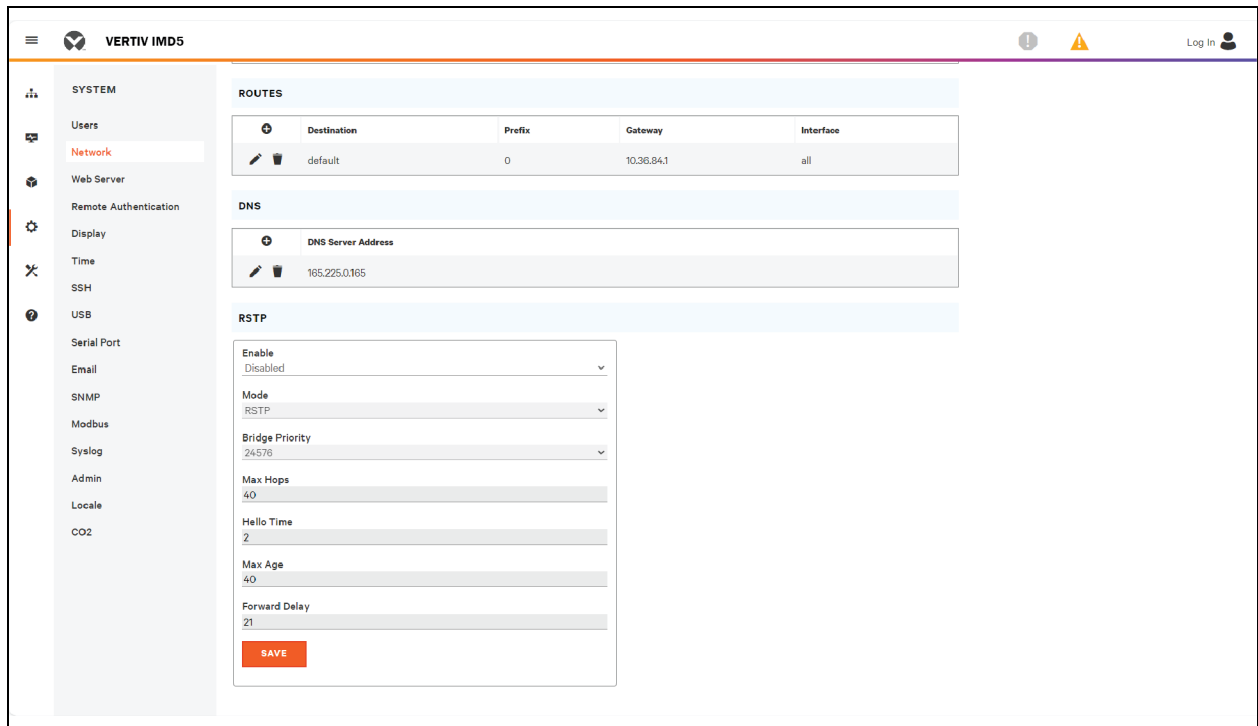 VERTIV IMD5
Log In
SYSTEM
Users
Network
Web Server
Remote Authentication
Display
Time
SSH
USB
Serial Port
Email
SNMP
Modbus
Syslog
Admin
Locale
CO2
ROUTES
Destination Prefix Gateway Interface
default 0 10.36.84.1 all
DNS
DNS Server Address
165.225.0.165
RSTP
Enable
Disabled
Mode
RSTP
Bridge Priority
24576
Max Hops
40
Hello Time
2
Max Age
40
Forward Delay
21
SAVE